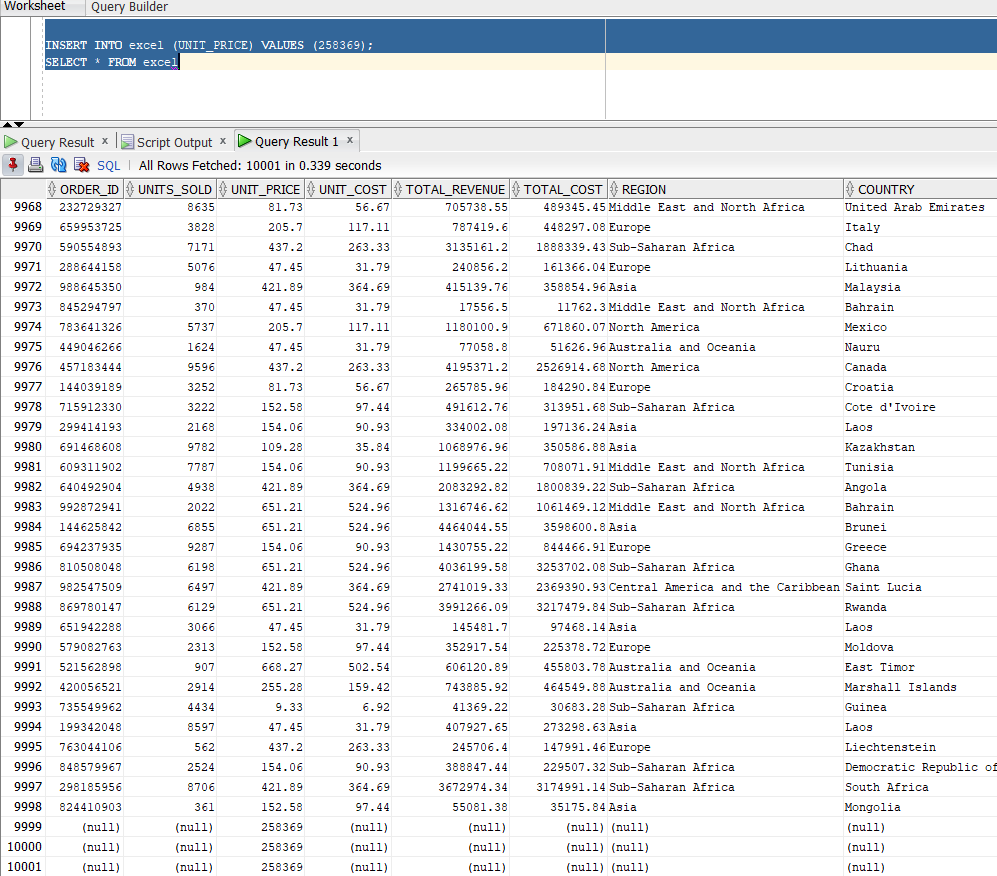 Worksheet Query Builder
INSERT INTO excel (UNIT_PRICE) VALUES (258369);
SELECT * FROM excel
Query Result x Script Output x Query Result 1 x
SQL All Rows Fetched: 10001 in 0.339 seconds
ORDER_ID UNITS_SOLD UNIT_PRICE UNIT_COST TOTAL_REVENUE TOTAL_COST REGION COUNTRY
9968 232729327 8635 81.73 56.67 705738.55 489345.45 Middle East and North Africa United Arab Emirates
9969 659953725 3828 205.7 117.11 787419.6 448297.08 Europe Italy
9970 590554893 7171 437.2 263.33 3135161.2 1888339.43 Sub-Saharan Africa Chad
9971 288644158 5076 47.45 31.79 240856.2 161366.04 Europe Lithuania
9972 988645350 984 421.89 364.69 415139.76 358854.96 Asia Malaysia
9973 845294797 370 47.45 31.79 17556.5 11762.3 Middle East and North Africa Bahrain
9974 783641326 5737 205.7 117.11 1180100.9 671860.07 North America Mexico
9975 449046266 1624 47.45 31.79 77058.8 51626.96 Australia and Oceania Nauru
9976 457183444 9596 437.2 263.33 4195371.2 2526914.68 North America Canada
9977 144039189 3252 81.73 56.67 265785.96 184290.84 Europe Croatia
9978 715912330 3222 152.58 97.44 491612.76 313951.68 Sub-Saharan Africa Cote d'Ivoire
9979 299414193 2168 154.06 90.93 334002.08 197136.24 Asia Laos
9980 691468608 9782 109.28 35.84 1068976.96 350586.88 Asia Kazakhstan
9981 609311902 7787 154.06 90.93 1199665.22 708071.91 Middle East and North Africa Tunisia
9982 640492904 4938 421.89 364.69 2083292.82 1800839.22 Sub-Saharan Africa Angola
9983 992872941 2022 651.21 524.96 1316746.62 1061469.12 Middle East and North Africa Bahrain
9984 144625842 6855 651.21 524.96 4464044.55 3598600.8 Asia Brunei
9985 694237935 9287 154.06 90.93 1430755.22 844466.91 Europe Greece
9986 810508048 6198 651.21 524.96 4036199.58 3253702.08 Sub-Saharan Africa Ghana
9987 982547509 6497 421.89 364.69 2741019.33 2369390.93 Central America and the Caribbean Saint Lucia
9988 869780147 6129 651.21 524.96 3991266.09 3217479.84 Sub-Saharan Africa Rwanda
9989 651942288 3066 47.45 31.79 145481.7 97468.14 Asia Laos
9990 579082763 2313 152.58 97.44 352917.54 225378.72 Europe Moldova
9991 521562898 907 668.27 502.54 606120.89 455803.78 Australia and Oceania East Timor
9992 420056521 2914 255.28 159.42 743885.92 464549.88 Australia and Oceania Marshall Islands
9993 735549962 4434 9.33 6.92 41369.22 30683.28 Sub-Saharan Africa Guinea
9994 199342048 8597 47.45 31.79 407927.65 273298.63 Asia Laos
9995 763044106 562 437.2 263.33 245706.4 147991.46 Europe Liechtenstein
9996 848579967 2524 154.06 90.93 388847.44 229507.32 Sub-Saharan Africa Democratic Republic of
9997 298185956 8706 421.89 364.69 3672974.34 3174991.14 Sub-Saharan Africa South Africa
9998 824410903 361 152.58 97.44 55081.38 35175.84 Asia Mongolia
9999 (null) (null) 258369 (null) (null) (null) (null) (null)
10000 (null) (null) 258369 (null) (null) (null) (null) (null)
10001 (null) (null) 258369 (null) (null) (null) (null) (null)